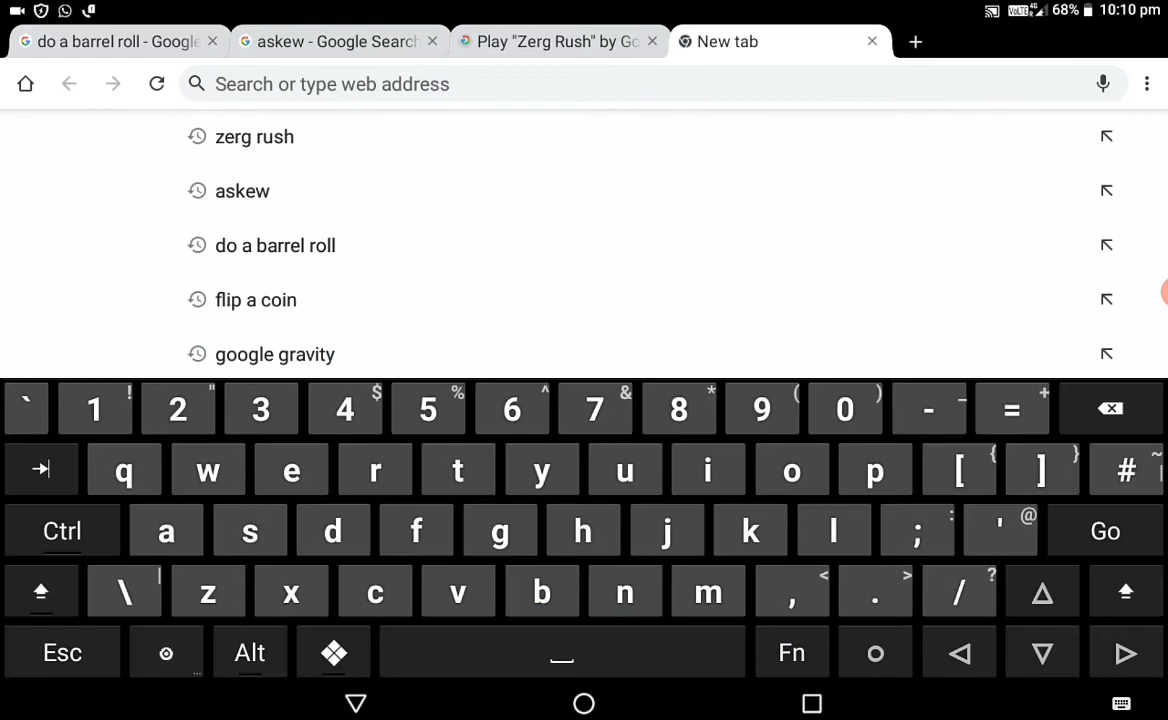 VoLTE 4G 68% 10:10 pm
do a barrel roll - Google askew - Google Search Play "Zerg Rush" by Go New tab
Search or type web address
zerg rush
askew
do a barrel roll
flip a coin
google gravity
` 1 ! 2 " 3 4 $ 5 % 6 ^ 7 & 8 * 9 ( 0 ) - _ = +
q w e r t y u i o p [ { ] } # ~
Ctrl a s d f g h j k l ; : ' @ Go
\ | z x c v b n m , < . > / ?
Esc Alt Fn